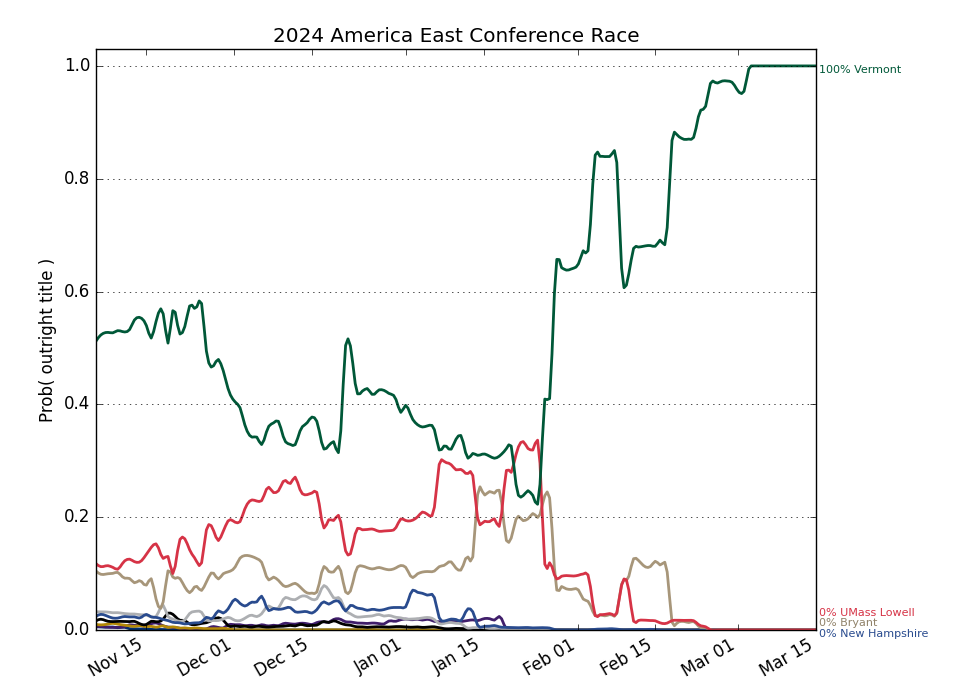 2024 America East Conference Race
Prob( outright title )
1.0
0.8
0.6
0.4
0.2
0.0
100% Vermont
0% UMass Lowell
0% Bryant
0% New Hampshire
Nov 15
Dec 01
Dec 15
Jan 01
Jan 15
Feb 01
Feb 15
Mar 01
Mar 15